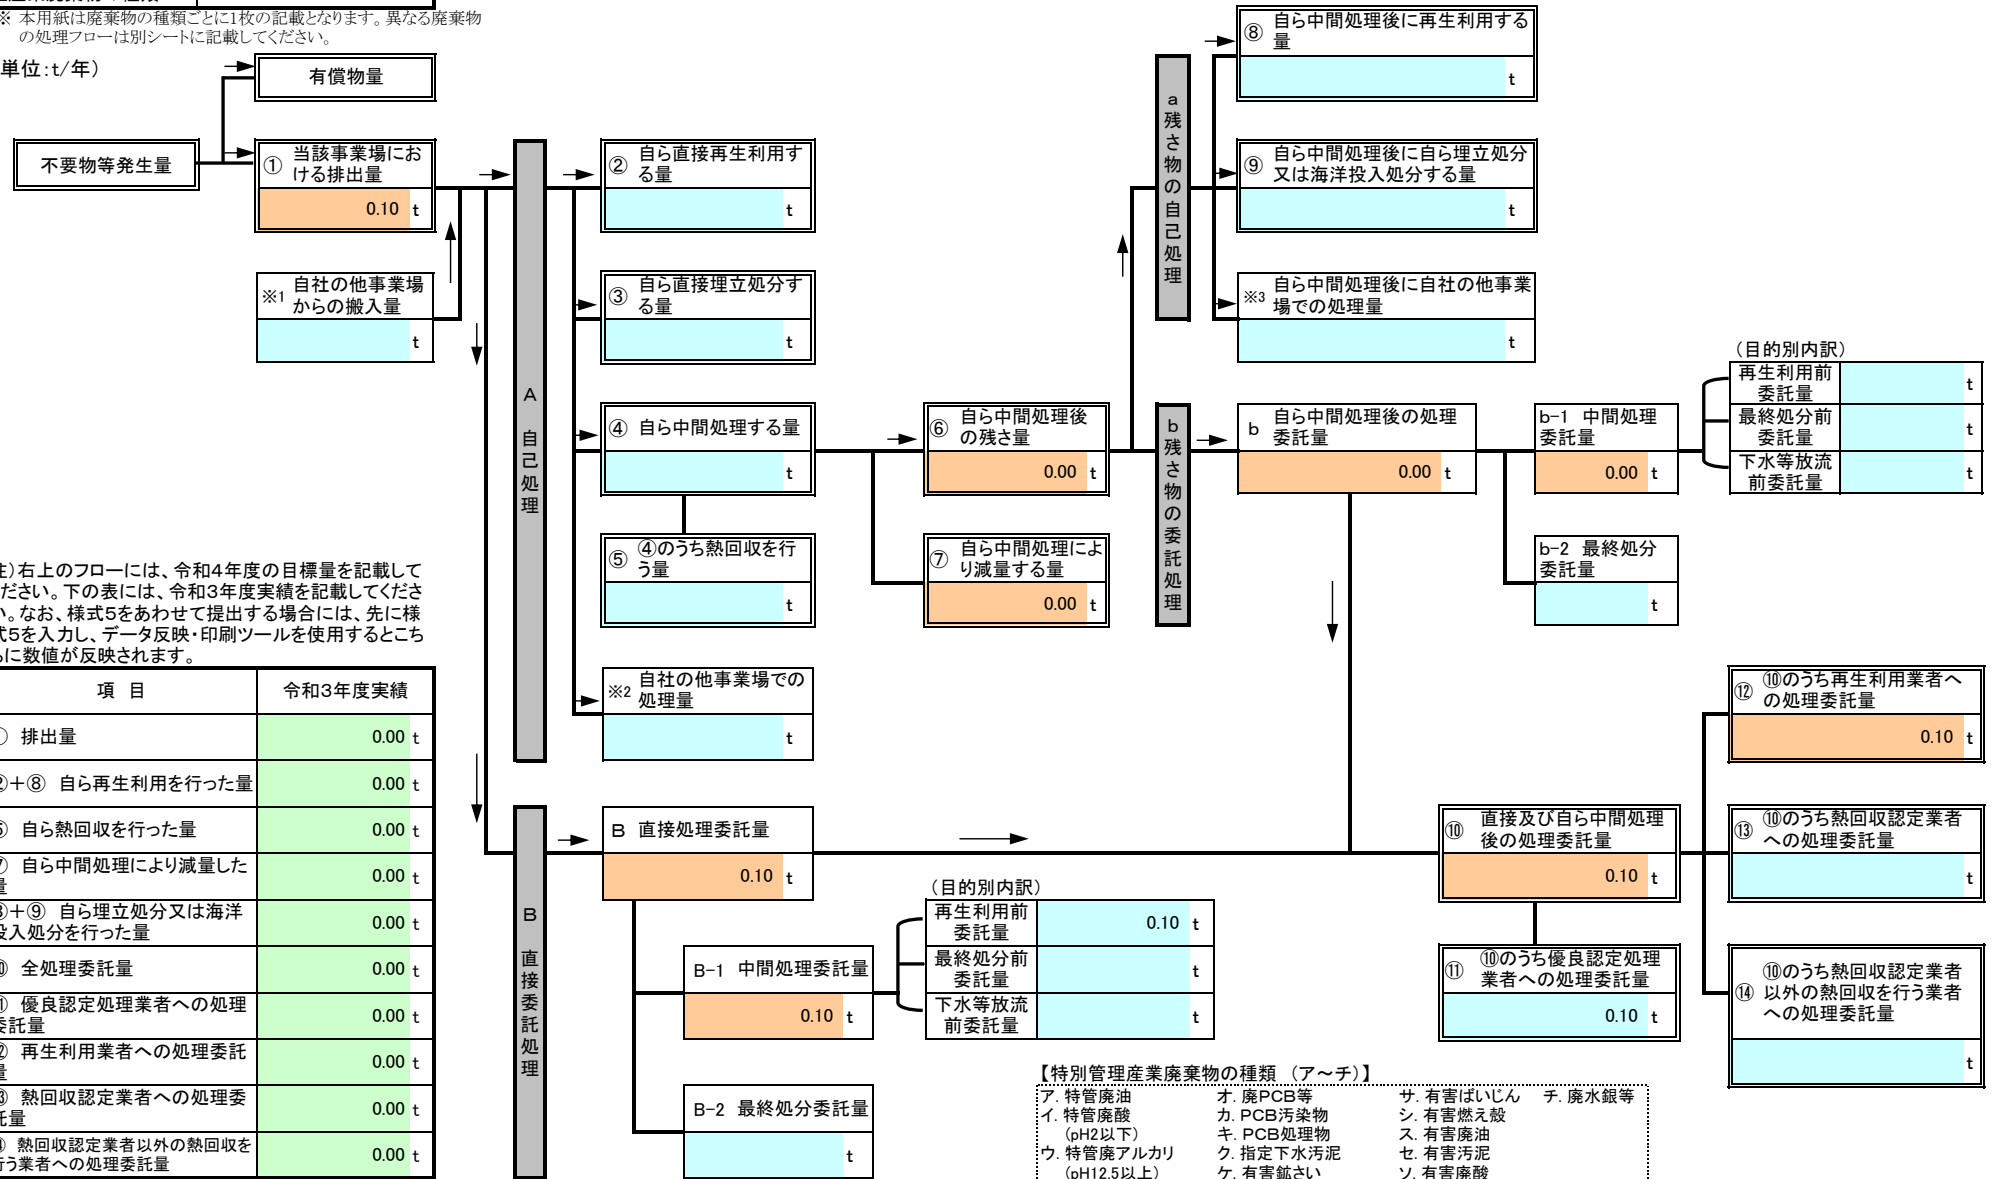 ※ 本用紙は廃棄物の種類ごとに1枚の記載となります。異なる廃棄物
の処理フローは別シートに記載してください。
単位:t/年)
有償物量
不要物等発生量
① 当該事業場にお
ける排出量
0.10 t
※1 自社の他事業場
からの搬入量
t
A 自己処理
② 自ら直接再生利用す
る量
t
③ 自ら直接埋立処分す
る量
t
④ 自ら中間処理する量
t
⑤ ④のうち熱回収を行
う量
t
※2 自社の他事業場での
処理量
t
⑥ 自ら中間処理後
の残さ量
0.00 t
⑦ 自ら中間処理によ
り減量する量
0.00 t
a 残さ物の自己処理
⑧ 自ら中間処理後に再生利用する
量
t
⑨ 自ら中間処理後に自ら埋立処分
又は海洋投入処分する量
t
※3 自ら中間処理後に自社の他事業
場での処理量
t
b 残さ物の委託処理
b 自ら中間処理後の処理
委託量
0.00 t
b-1 中間処理
委託量
0.00 t
b-2 最終処分
委託量
t
(目的別内訳)
再生利用前
委託量
t
最終処分前
委託量
t
下水等放流
前委託量
t
右上のフローには、令和4年度の目標量を記載して
ださい。下の表には、令和3年度実績を記載してくださ
。なお、様式5をあわせて提出する場合には、先に様
5を入力し、データ反映・印刷ツールを使用するとこち
に数値が反映されます。
項 目 令和3年度実績
排出量 0.00 t
+⑧ 自ら再生利用を行った量 0.00 t
自ら熱回収を行った量 0.00 t
自ら中間処理により減量した
量
0.00 t
+⑨ 自ら埋立処分又は海洋
投入処分を行った量
0.00 t
全処理委託量 0.00 t
優良認定処理業者への処理
委託量
0.00 t
再生利用業者への処理委託
量
0.00 t
熱回収認定業者への処理委
託量
0.00 t
熱回収認定業者以外の熱回収を
行う業者への処理委託量
0.00 t
B 直接委託処理
B 直接処理委託量
0.10 t
B-1 中間処理委託量
0.10 t
B-2 最終処分委託量
t
(目的別内訳)
再生利用前
委託量
0.10 t
最終処分前
委託量
t
下水等放流
前委託量
t
⑩ 直接及び自ら中間処理
後の処理委託量
0.10 t
⑪ ⑩のうち優良認定処理
業者への処理委託量
0.10 t
⑫ ⑩のうち再生利用業者へ
の処理委託量
0.10 t
⑬ ⑩のうち熱回収認定業者
への処理委託量
t
⑭ ⑩のうち熱回収認定業者
以外の熱回収を行う業者
への処理委託量
t
【特別管理産業廃棄物の種類 (ア~チ)】
ア. 特管廃油 オ. 廃PCB等 サ. 有害ばいじん チ. 廃水銀等
イ. 特管廃酸 カ. PCB汚染物 シ. 有害燃え殻
(pH2以下) キ. PCB処理物 ス. 有害廃油
ウ. 特管廃アルカリ ク. 指定下水汚泥 セ. 有害汚泥
(pH12.5以上) ケ. 有害鉱さい ソ. 有害廃酸